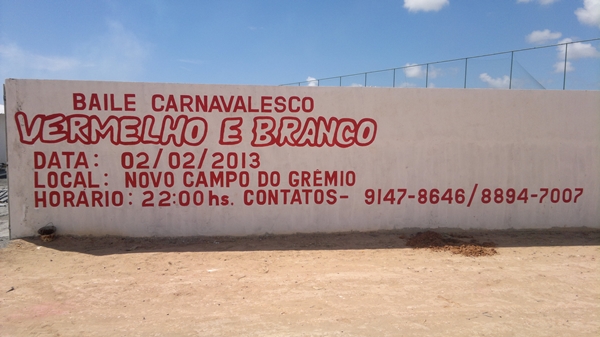 BAILE CARNAVALESCO
VERMELHO E BRANCO
DATA: 02/02/2013
LOCAL: NOVO CAMPO DO GRÊMIO
HORÁRIO: 22:00 hs. CONTATOS- 9147-8646/8894-7007